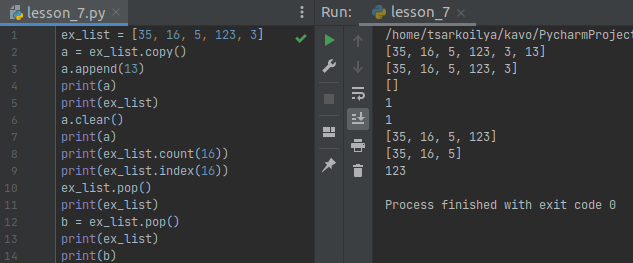 lesson_7.py
1 ex_list = [35, 16, 5, 123, 3]
2 a = ex_list.copy()
3 a.append(13)
4 print(a)
5 print(ex_list)
6 a.clear()
7 print(a)
8 print(ex_list.count(16))
9 print(ex_list.index(16))
10 ex_list.pop()
11 print(ex_list)
12 b = ex_list.pop()
13 print(ex_list)
14 print(b)
Run: lesson_7
/home/tsarkoilya/kavo/PycharmProject
[35, 16, 5, 123, 3, 13]
[35, 16, 5, 123, 3]
[]
1
1
[35, 16, 5, 123]
[35, 16, 5]
123
Process finished with exit code 0